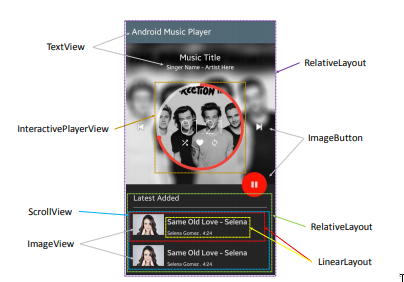 Android Music Player
TextView
Music Title
Singer Name - Artist Here
RelativeLayout
RECTION
InteractivePlayerView
ImageButton
Latest Added
ScrollView
Same Old Love - Selena
Selena Gomez . 4:24
RelativeLayout
ImageView
Same Old Love - Selena
Selena Gomez . 4:24
LinearLayout
T